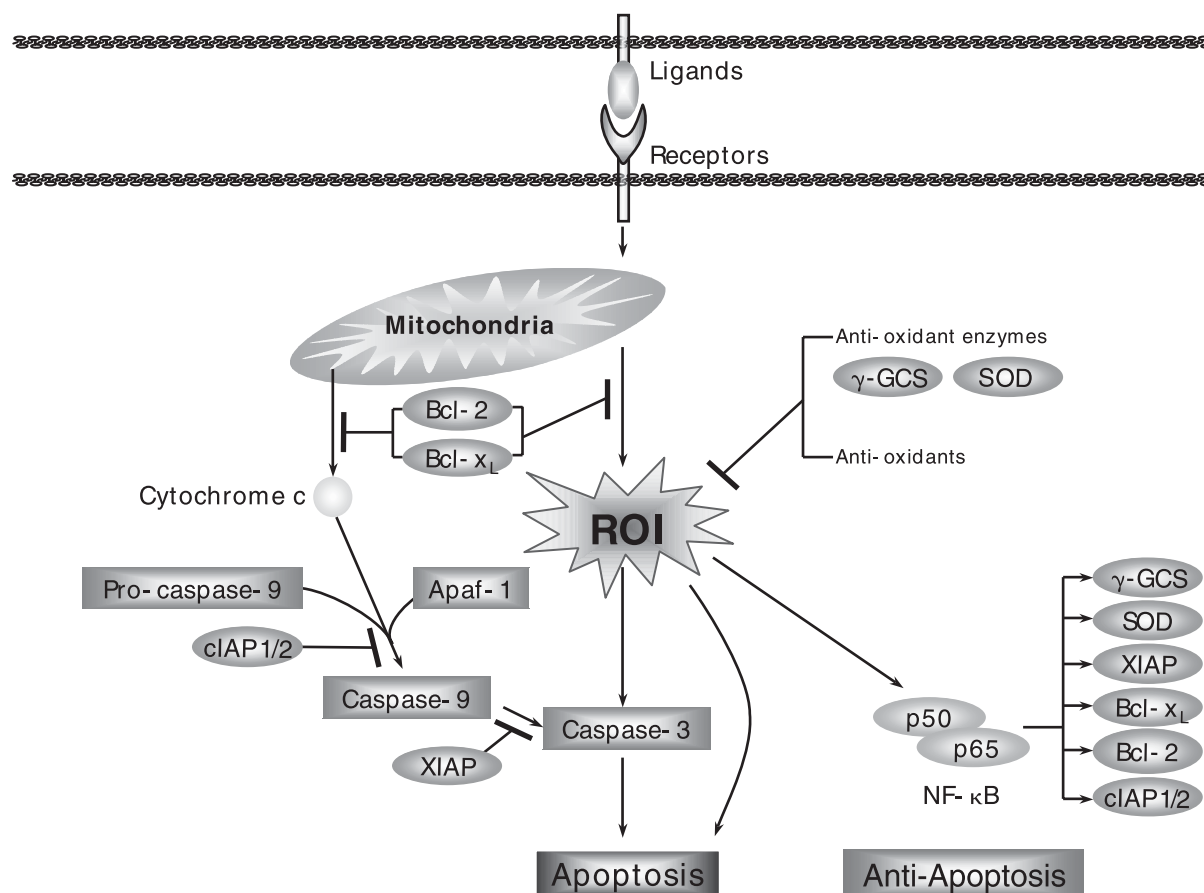 Ligands
Receptors
Mitochondria
Anti-oxidant enzymes
γ-GCS
SOD
Bcl-2
Bcl-xL
Anti-oxidants
Cytochrome c
ROI
Pro-caspase-9
Apaf-1
cIAP1/2
Caspase-9
Caspase-3
XIAP
p50
p65
NF-κB
γ-GCS
SOD
XIAP
Bcl-xL
Bcl-2
cIAP1/2
Apoptosis
Anti-Apoptosis